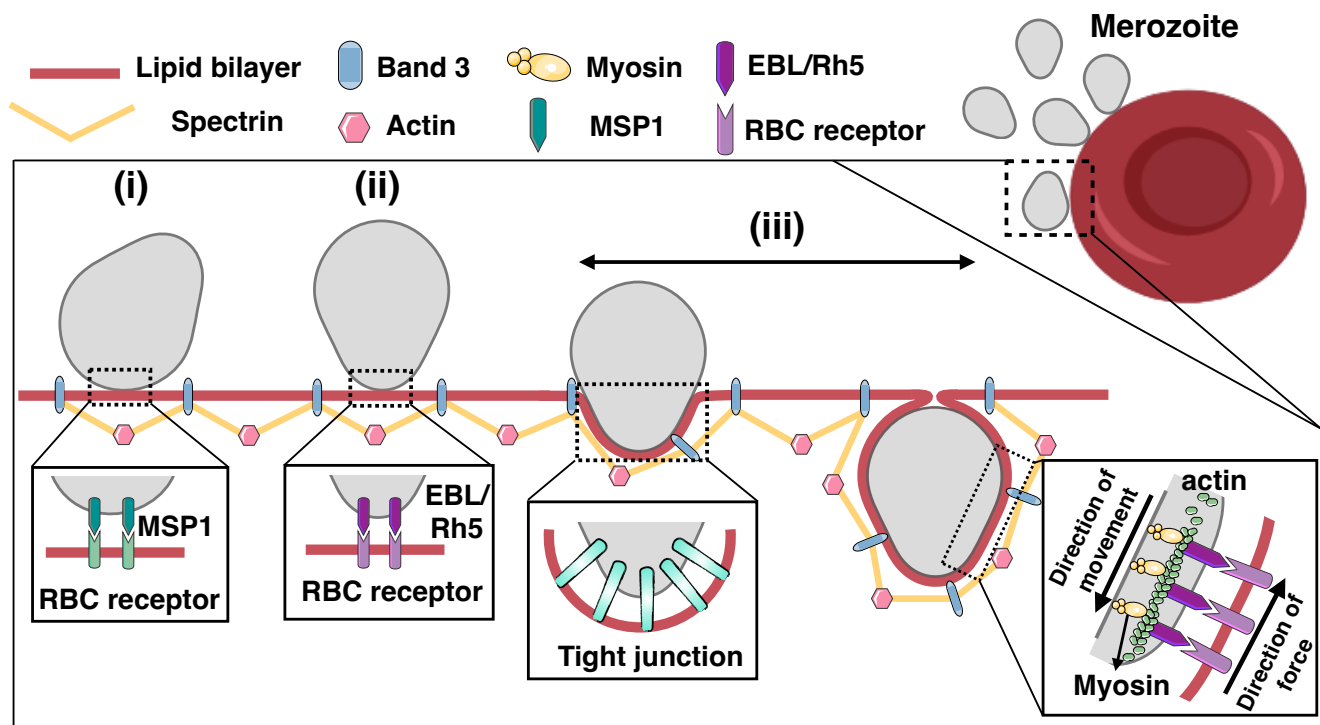 Merozoite
Lipid bilayer
Band 3
Myosin
EBL/Rh5
Spectrin
Actin
MSP1
RBC receptor
(i)
(ii)
(iii)
MSP1
RBC receptor
EBL/
Rh5
RBC receptor
Tight junction
actin
Direction of
movement
Myosin
Direction of
force